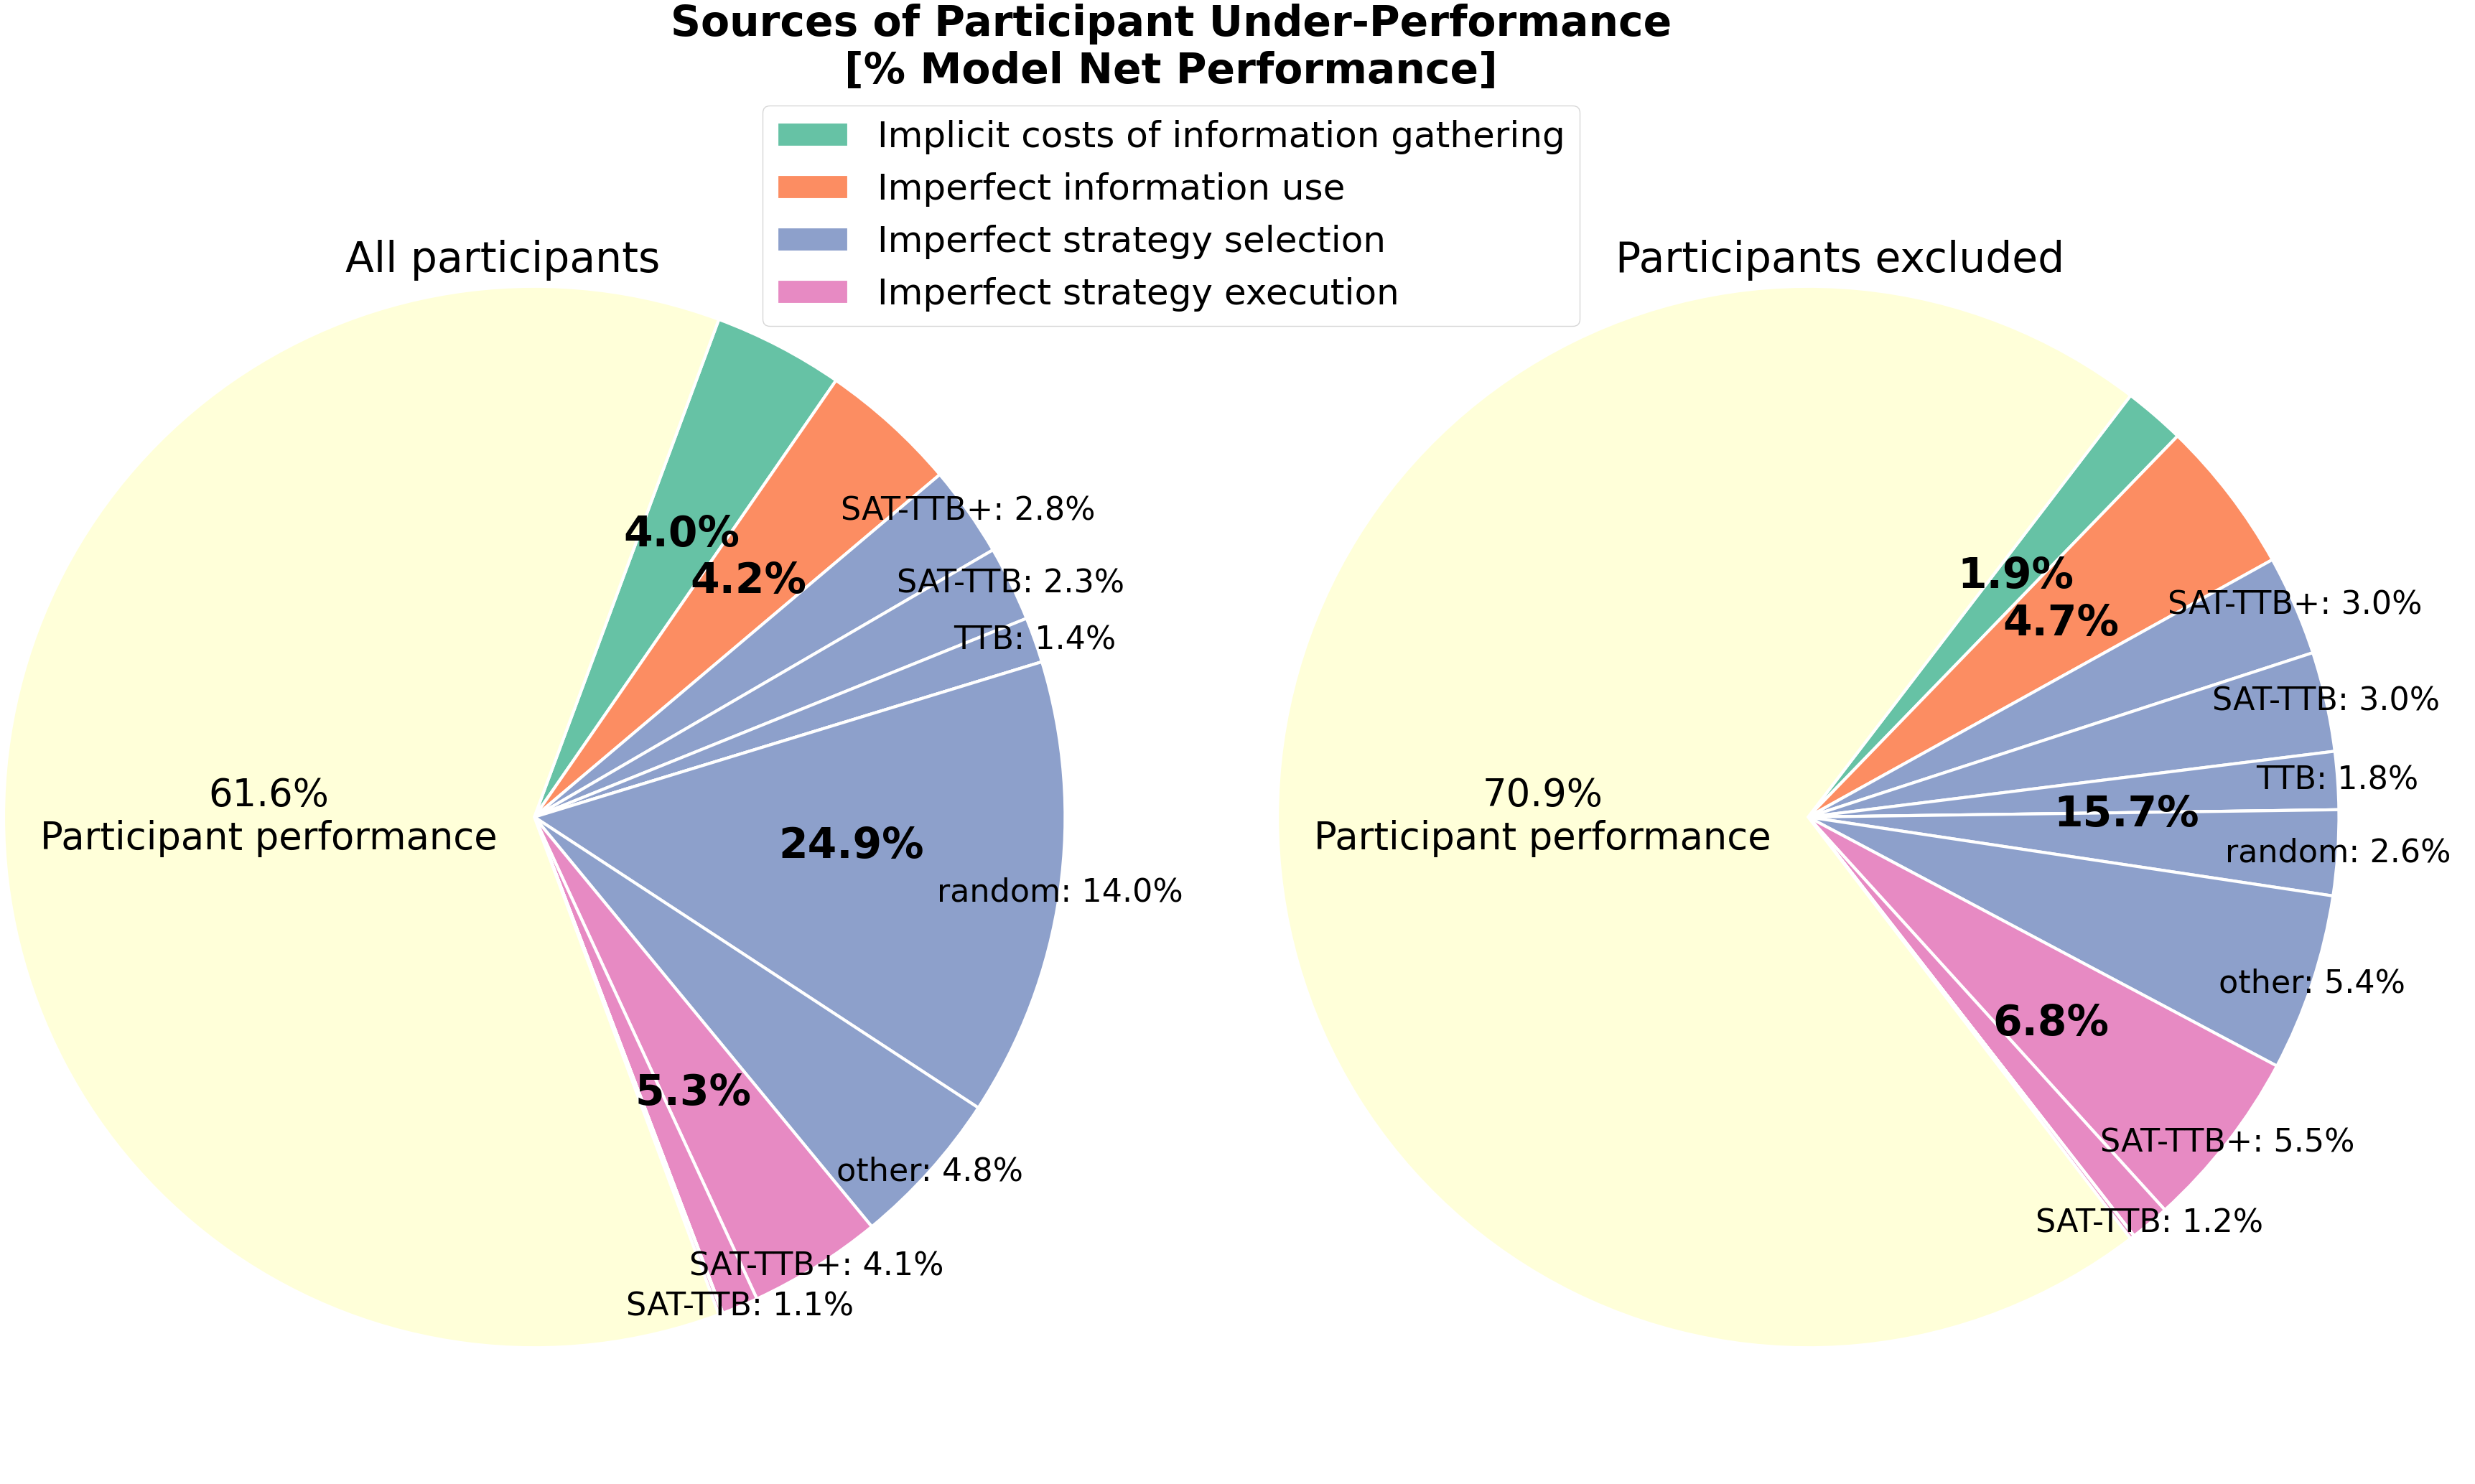 Sources of Participant Under-Performance
[% Model Net Performance]
Implicit costs of information gathering
Imperfect information use
Imperfect strategy selection
Imperfect strategy execution
All participants
4.0%
4.2%
SAT-TTB+: 2.8%
SAT-TTB: 2.3%
TTB: 1.4%
61.6%
Participant performance
24.9%
random: 14.0%
5.3%
other: 4.8%
SAT-TTB+: 4.1%
SAT-TTB: 1.1%
Participants excluded
1.9%
4.7%
SAT-TTB+: 3.0%
SAT-TTB: 3.0%
TTB: 1.8%
70.9%
Participant performance
15.7%
random: 2.6%
other: 5.4%
6.8%
SAT-TTB+: 5.5%
SAT-TTB: 1.2%